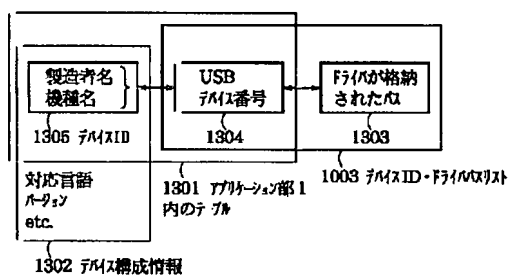 製造者名
機種名
1305 デバイスID
USB
デバイス番号
1304
ドライバが格納
されたパス
1303
対応言語
バージョン
etc.
1301 アプリケーション部1
内のテーブル
1003 デバイスID・ドライバパスリスト
1302 デバイス構成情報